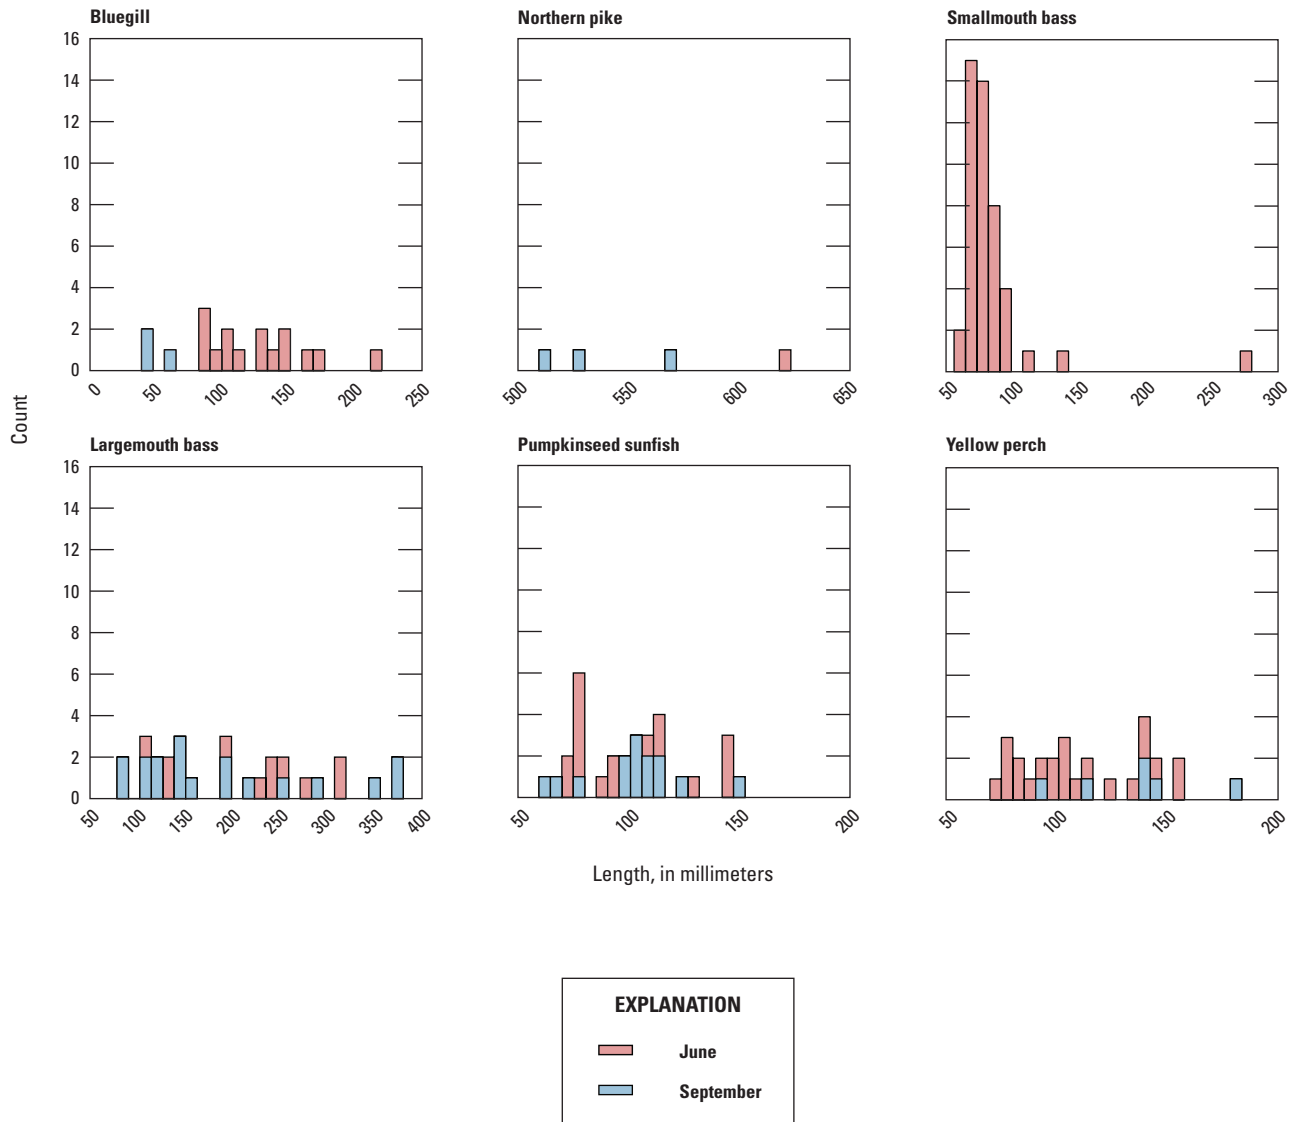 Bluegill
Northern pike
Smallmouth bass
16
14
12
10
8
6
4
2
0
0 50 100 150 200 250
500 550 600 650
50 100 150 200 250 300
Count
Largemouth bass
Pumpkinseed sunfish
Yellow perch
16
14
12
10
8
6
4
2
0
50 100 150 200 250 300 350 400
50 100 150 200
50 100 150 200
Length, in millimeters
EXPLANATION
June
September